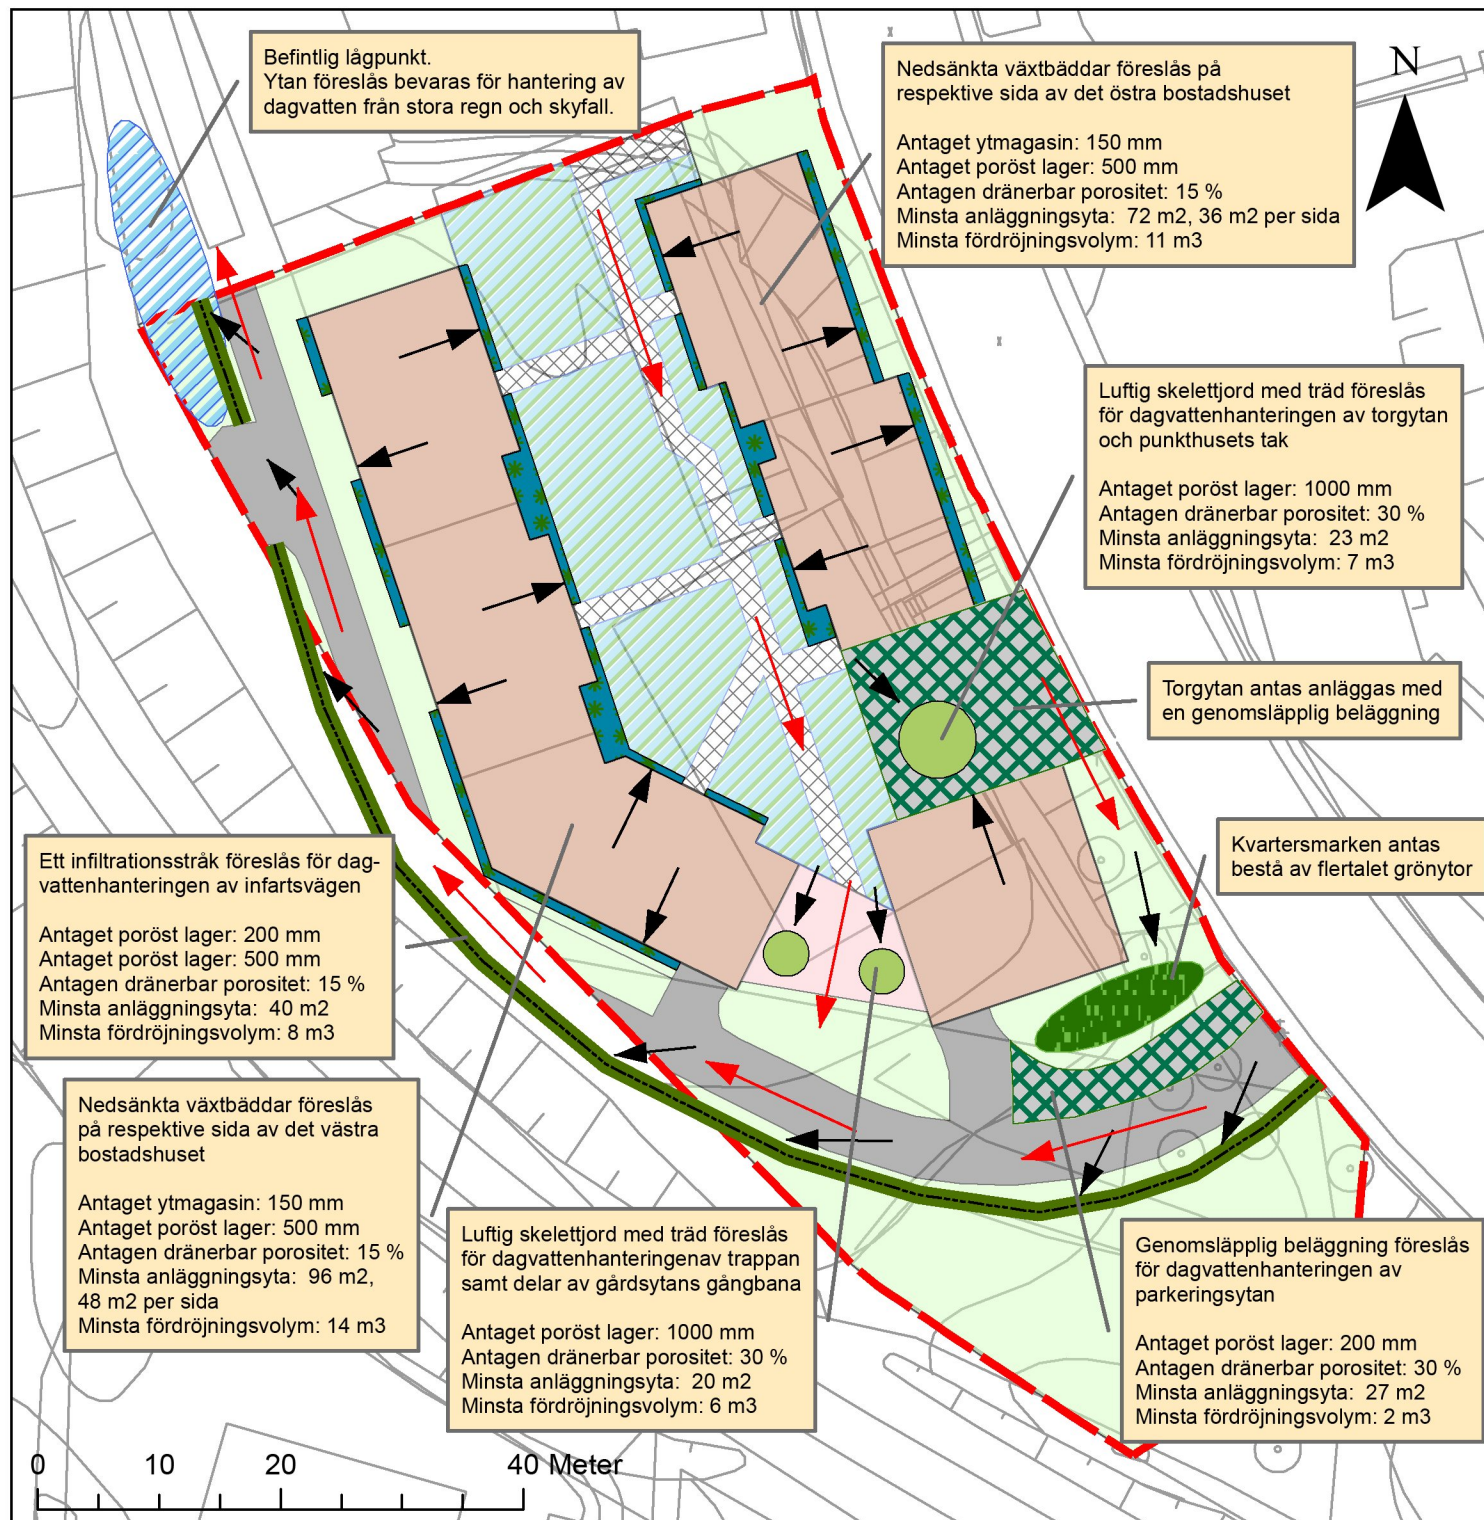 Befintlig lågpunkt.
Ytan föreslås bevaras för hantering av
dagvatten från stora regn och skyfall.
Nedsänkta växtbäddar föreslås på
respektive sida av det östra bostadshuset
Antaget ytmagasin: 150 mm
Antaget poröst lager: 500 mm
Antagen dränerbar porositet: 15 %
Minsta anläggningsyta: 72 m2, 36 m2 per sida
Minsta fördröjningsvolym: 11 m3
N
Luftig skelettjord med träd föreslås
för dagvattenhanteringen av torgytan
och punkthusets tak
Antaget poröst lager: 1000 mm
Antagen dränerbar porositet: 30 %
Minsta anläggningsyta: 23 m2
Minsta fördröjningsvolym: 7 m3
Torgytan antas anläggas med
en genomsläpplig beläggning
Kvartersmarken antas
bestå av flertalet grönytor
Ett infiltrationsstråk föreslås för dag-
vattenhanteringen av infartsvägen
Antaget poröst lager: 200 mm
Antaget poröst lager: 500 mm
Antagen dränerbar porositet: 15 %
Minsta anläggningsyta: 40 m2
Minsta fördröjningsvolym: 8 m3
Nedsänkta växtbäddar föreslås
på respektive sida av det västra
bostadshuset
Antaget ytmagasin: 150 mm
Antaget poröst lager: 500 mm
Antagen dränerbar porositet: 15 %
Minsta anläggningsyta: 96 m2,
48 m2 per sida
Minsta fördröjningsvolym: 14 m3
Luftig skelettjord med träd föreslås
för dagvattenhanteringenav trappan
samt delar av gårdsytans gångbana
Antaget poröst lager: 1000 mm
Antagen dränerbar porositet: 30 %
Minsta anläggningsyta: 20 m2
Minsta fördröjningsvolym: 6 m3
Genomsläpplig beläggning föreslås
för dagvattenhanteringen av
parkeringsytan
Antaget poröst lager: 200 mm
Antagen dränerbar porositet: 30 %
Minsta anläggningsyta: 27 m2
Minsta fördröjningsvolym: 2 m3
0 10 20 40 Meter